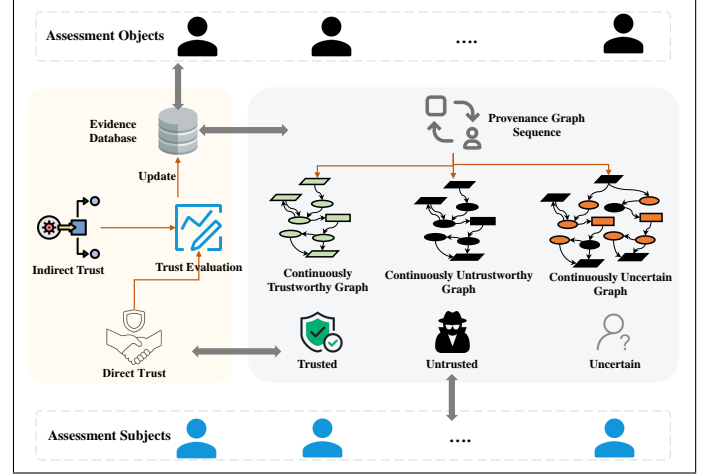 Assessment Objects
....
Evidence
Database
Provenance Graph
Sequence
Update
Indirect Trust
Trust Evaluation
Continuously
Trustworthy Graph
Continuously Untrustworthy
Graph
Continuously Uncertain
Graph
?
Direct Trust
Trusted
Untrusted
Uncertain
Assessment Subjects
....